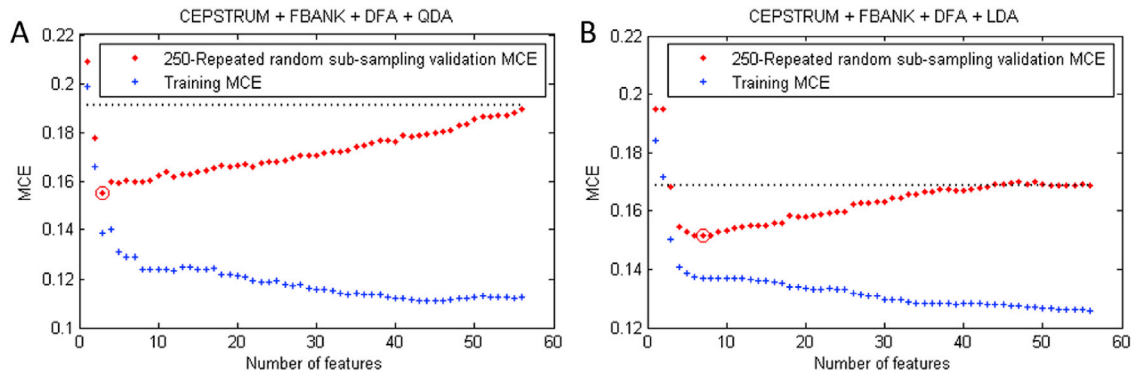 A
CEPSTRUM + FBANK + DFA + QDA
0.22
0.2
0.18
0.16
0.14
0.12
0.1
MCE
250-Repeated random sub-sampling validation MCE
Training MCE
0 10 20 30 40 50 60
Number of features
B
CEPSTRUM + FBANK + DFA + LDA
0.22
0.2
0.18
0.16
0.14
0.12
MCE
250-Repeated random sub-sampling validation MCE
Training MCE
0 10 20 30 40 50 60
Number of features